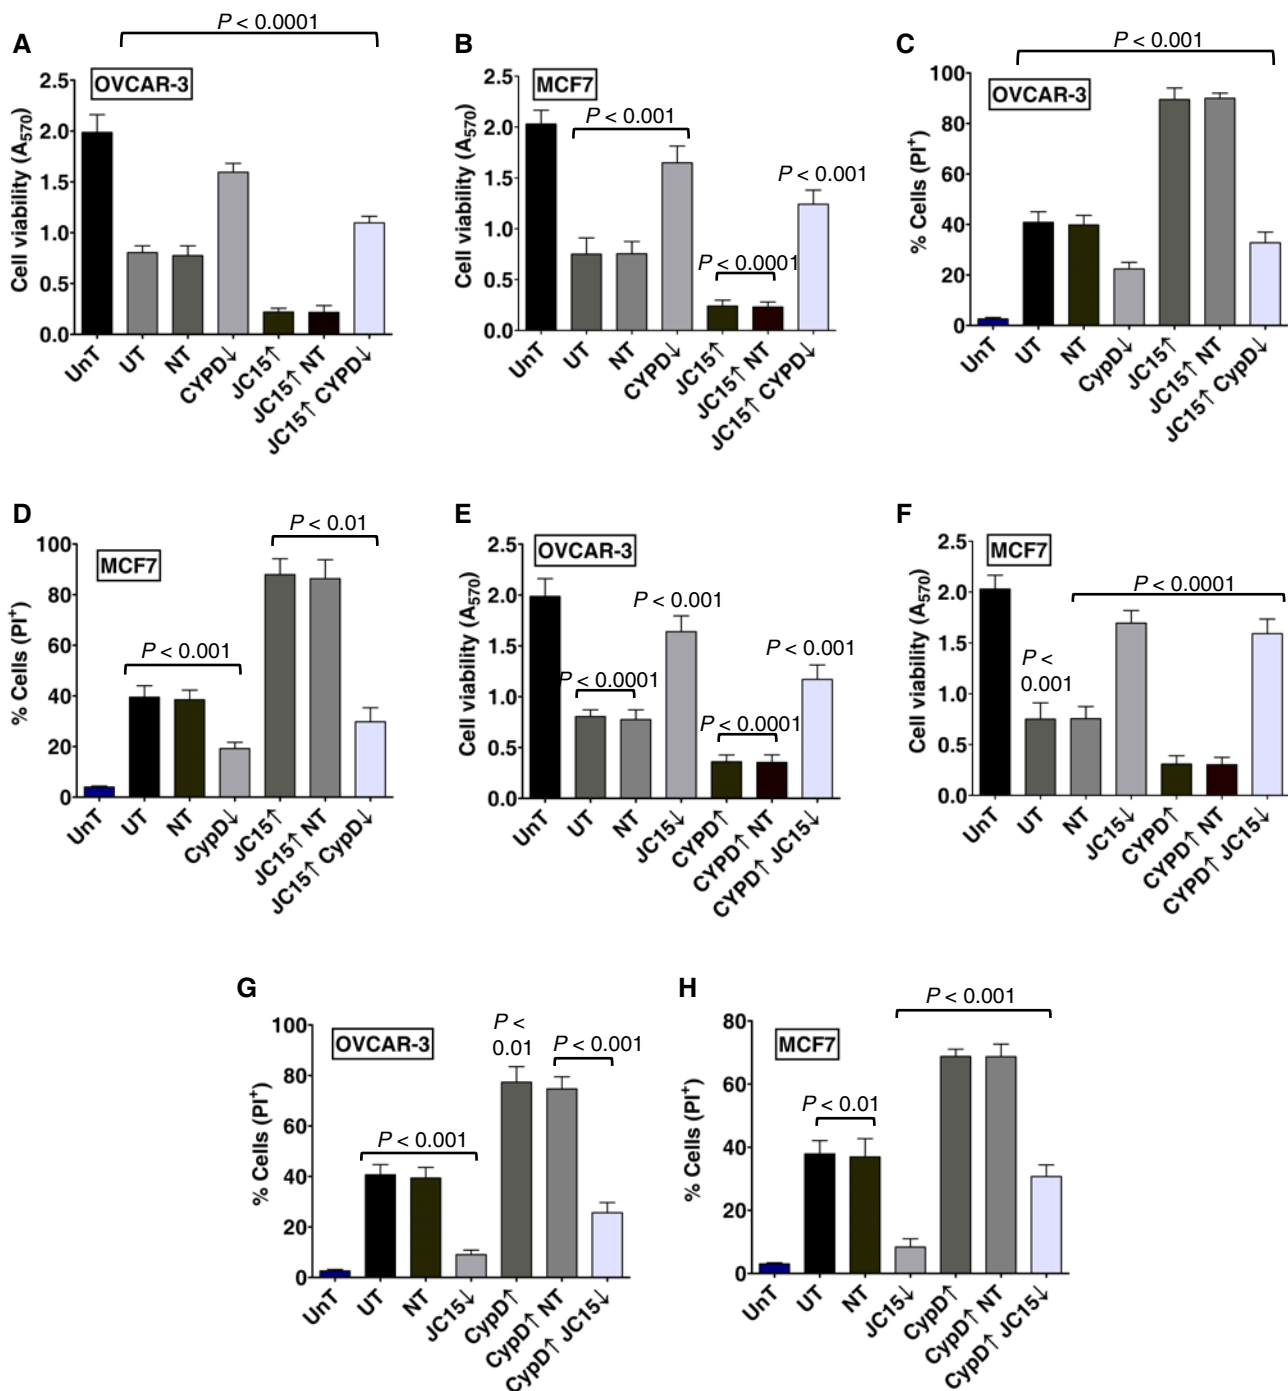 A
P < 0.0001
OVCAR-3
Cell viability (A570)
2.5
2.0
1.5
1.0
0.5
0.0
UnT
UT
NT
CYPD↓
JC15↑
JC15↑ NT
JC15↑ CYPD↓
B
MCF7
P < 0.001
P < 0.001
P < 0.0001
Cell viability (A570)
2.5
2.0
1.5
1.0
0.5
0.0
UnT
UT
NT
CYPD↓
JC15↑
JC15↑ NT
JC15↑ CYPD↓
C
P < 0.001
OVCAR-3
% Cells (PI+)
100
80
60
40
20
0
UnT
UT
NT
CypD↓
JC15↑
JC15↑ NT
JC15↑ CypD↓
D
P < 0.01
MCF7
P < 0.001
% Cells (PI+)
100
80
60
40
20
0
UnT
UT
NT
CypD↓
JC15↑
JC15↑ NT
JC15↑ CypD↓
E
OVCAR-3
P < 0.001
P < 0.001
P < 0.0001
P < 0.0001
Cell viability (A570)
2.5
2.0
1.5
1.0
0.5
0.0
UnT
UT
NT
JC15↓
CYPD↑
CYPD↑ NT
CYPD↑ JC15↓
F
MCF7
P < 0.0001
P <
0.001
Cell viability (A570)
2.5
2.0
1.5
1.0
0.5
0.0
UnT
UT
NT
JC15↓
CYPD↑
CYPD↑ NT
CYPD↑ JC15↓
G
OVCAR-3
P <
0.01
P < 0.001
P < 0.001
% Cells (PI+)
100
80
60
40
20
0
UnT
UT
NT
JC15↓
CypD↑
CypD↑ NT
CypD↑ JC15↓
H
P < 0.001
MCF7
P < 0.01
% Cells (PI+)
80
60
40
20
0
UnT
UT
NT
JC15↓
CypD↑
CypD↑ NT
CypD↑ JC15↓